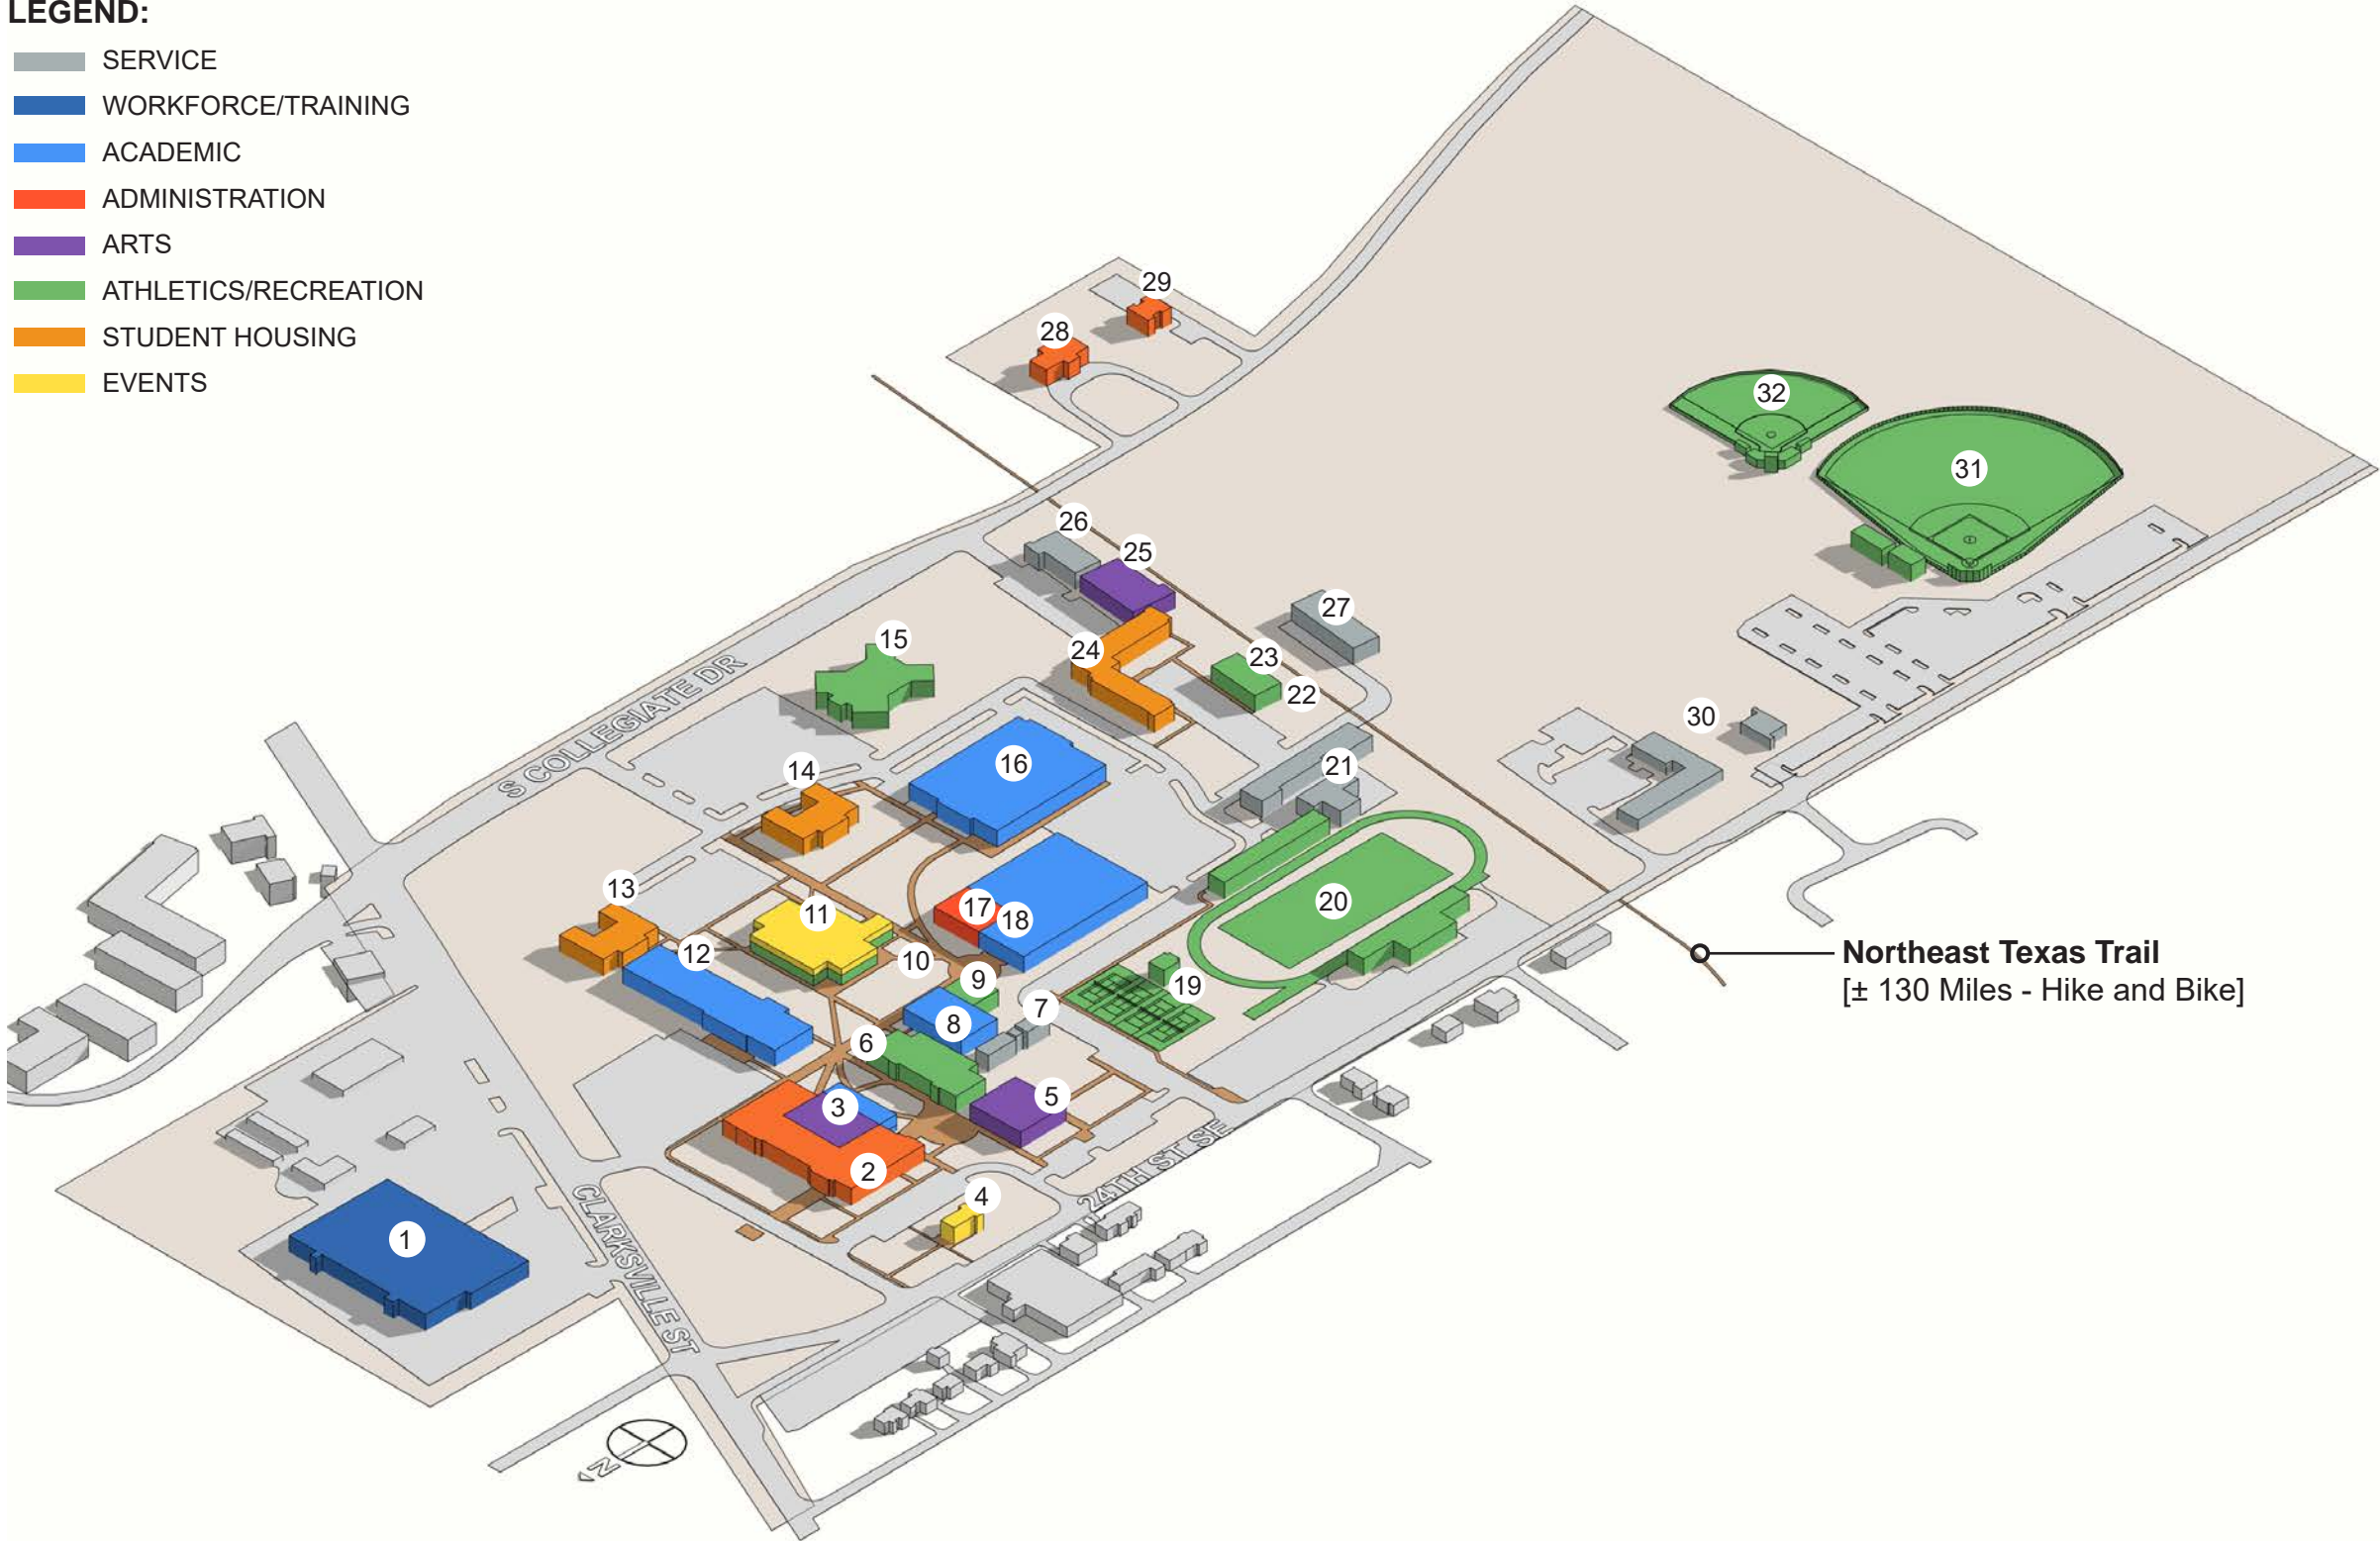 LEGEND:
SERVICE
WORKFORCE/TRAINING
ACADEMIC
ADMINISTRATION
ARTS
ATHLETICS/RECREATION
STUDENT HOUSING
EVENTS
29
28
32
31
26
25
27
15
24
23
22
S COLLEGIATE DR
30
16
21
14
13
17
18
20
11
12
10
Northeast Texas Trail
[± 130 Miles - Hike and Bike]
9
19
7
8
6
5
3
2
24TH ST SE
4
1
CLARKSVILLE ST
N